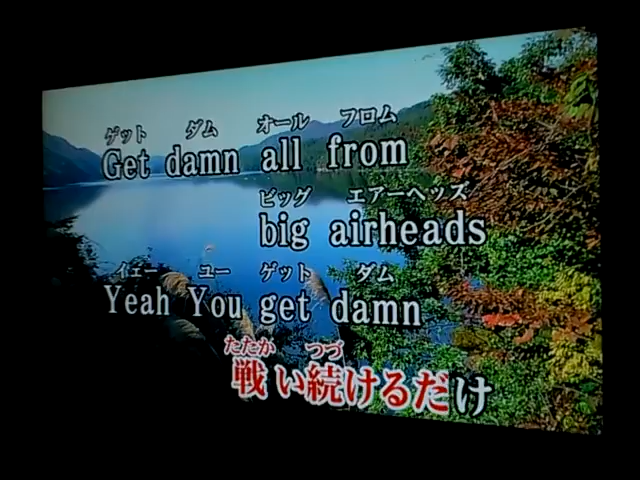 ゲット ダム オール フロム
Get damn all from
ビッグ エアーヘッズ
big airheads
イェー ユー ゲット ダム
Yeah You get damn
たたか つづ
戦い続けるだけ